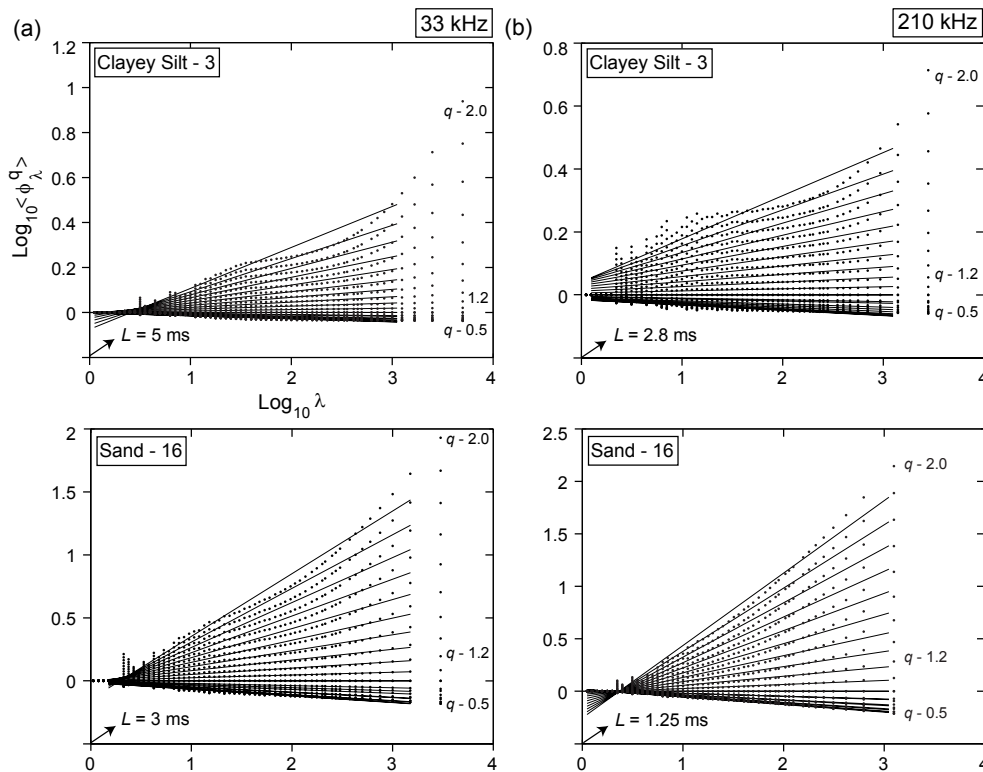 (a)
33 kHz
(b)
210 kHz
Clayey Silt - 3
Clayey Silt - 3
1.2
1
0.8
0.6
0.4
0.2
0
Log10<ϕλq>
q - 2.0
1.2
q - 0.5
L = 5 ms
0 1 2 3 4
Log10 λ
0.8
0.6
0.4
0.2
0
q - 2.0
q - 1.2
q - 0.5
L = 2.8 ms
0 1 2 3 4
Sand - 16
2
1.5
1
0.5
0
q - 2.0
q - 1.2
q - 0.5
L = 3 ms
0 1 2 3 4
Sand - 16
2.5
2
1.5
1
0.5
0
q - 2.0
q - 1.2
q - 0.5
L = 1.25 ms
0 1 2 3 4